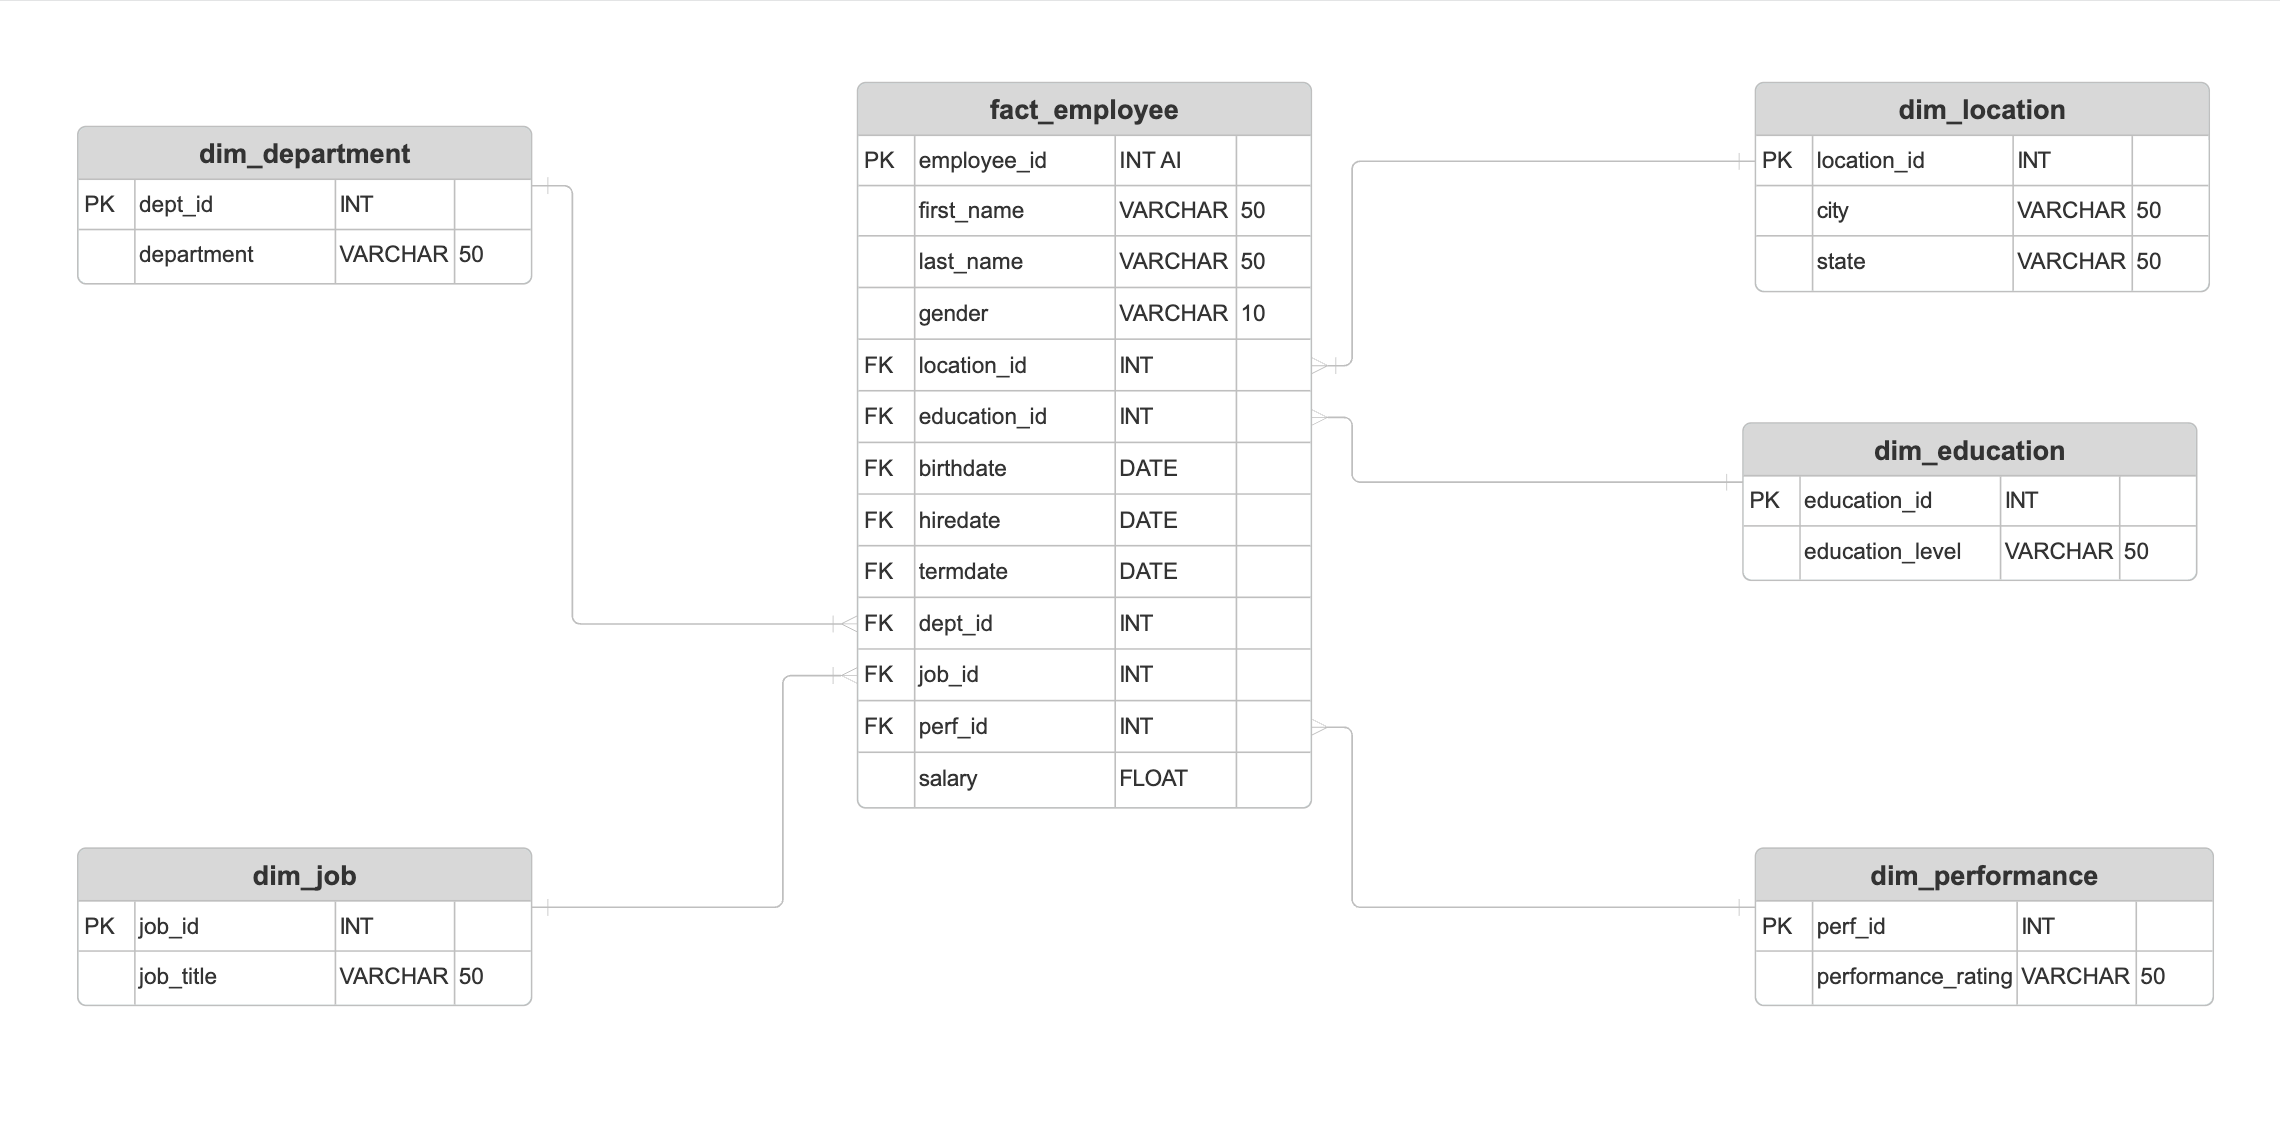 dim_department
PK dept_id INT
department VARCHAR 50
fact_employee
PK employee_id INT AI
first_name VARCHAR 50
last_name VARCHAR 50
gender VARCHAR 10
FK location_id INT
FK education_id INT
FK birthdate DATE
FK hiredate DATE
FK termdate DATE
FK dept_id INT
FK job_id INT
FK perf_id INT
salary FLOAT
dim_location
PK location_id INT
city VARCHAR 50
state VARCHAR 50
dim_education
PK education_id INT
education_level VARCHAR 50
dim_job
PK job_id INT
job_title VARCHAR 50
dim_performance
PK perf_id INT
performance_rating VARCHAR 50